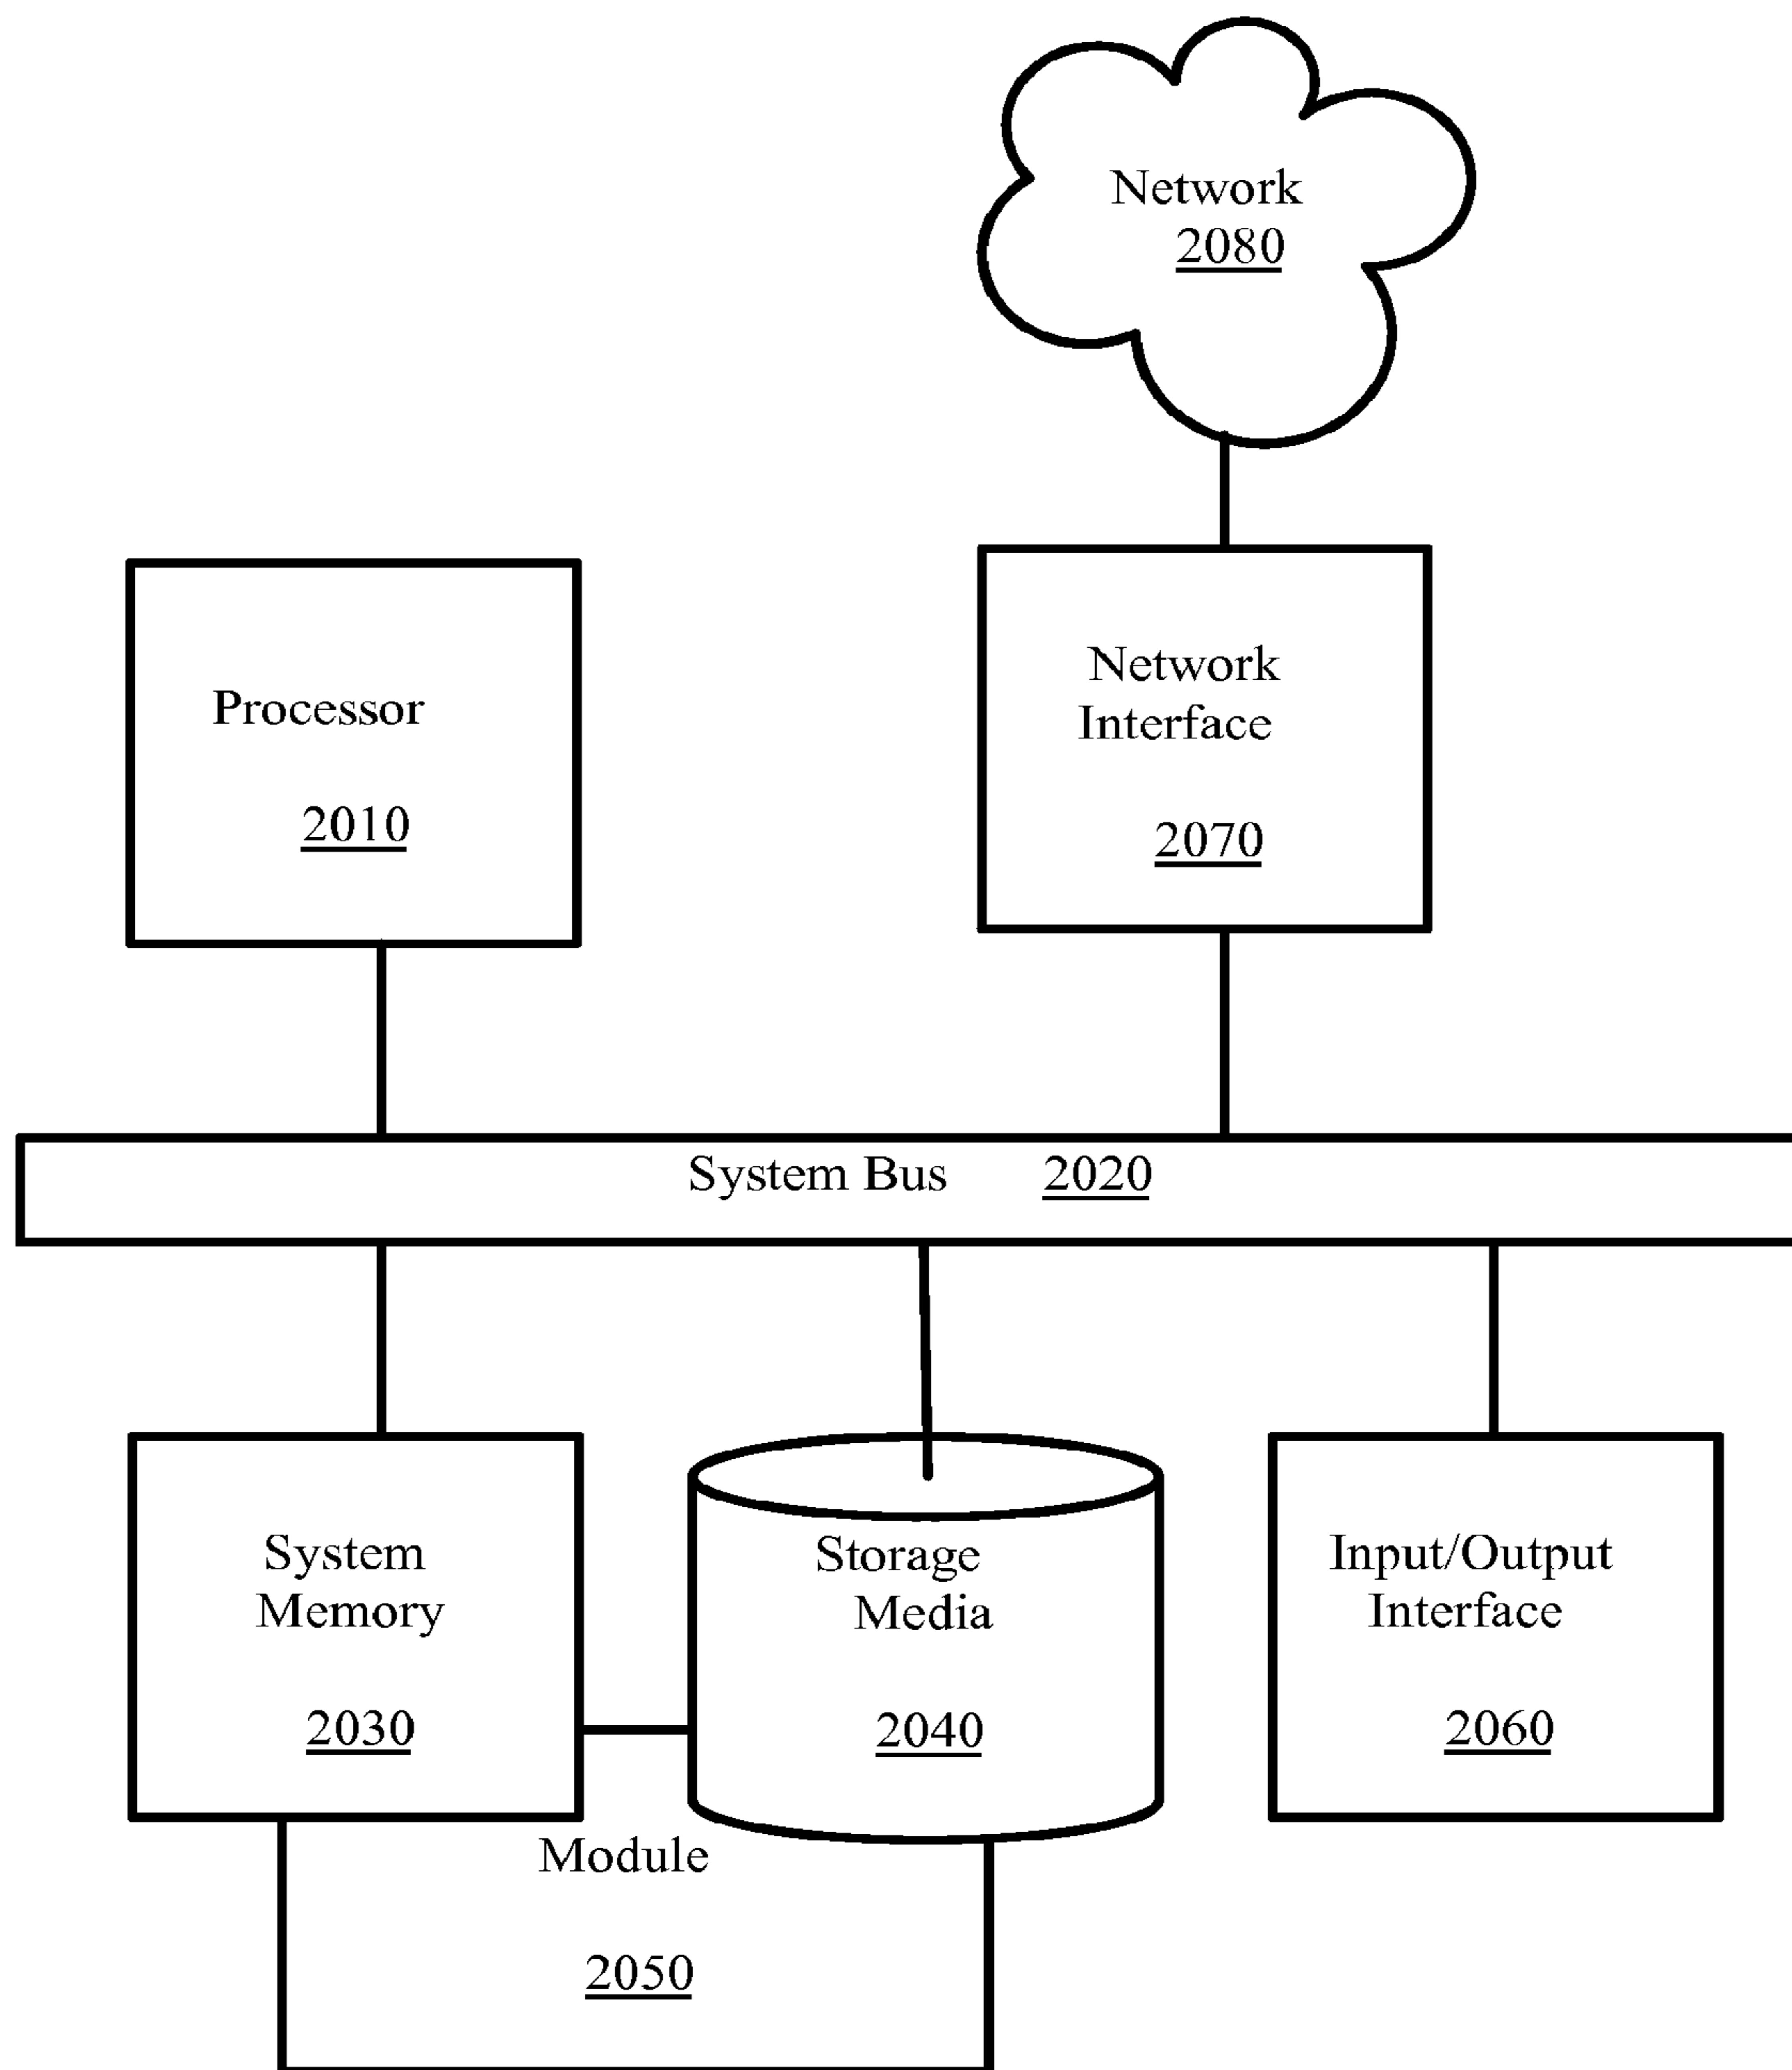 Network
2080
Processor
2010
Network
Interface
2070
System Bus 2020
System
Memory
2030
Storage
Media
2040
Input/Output
Interface
2060
Module
2050